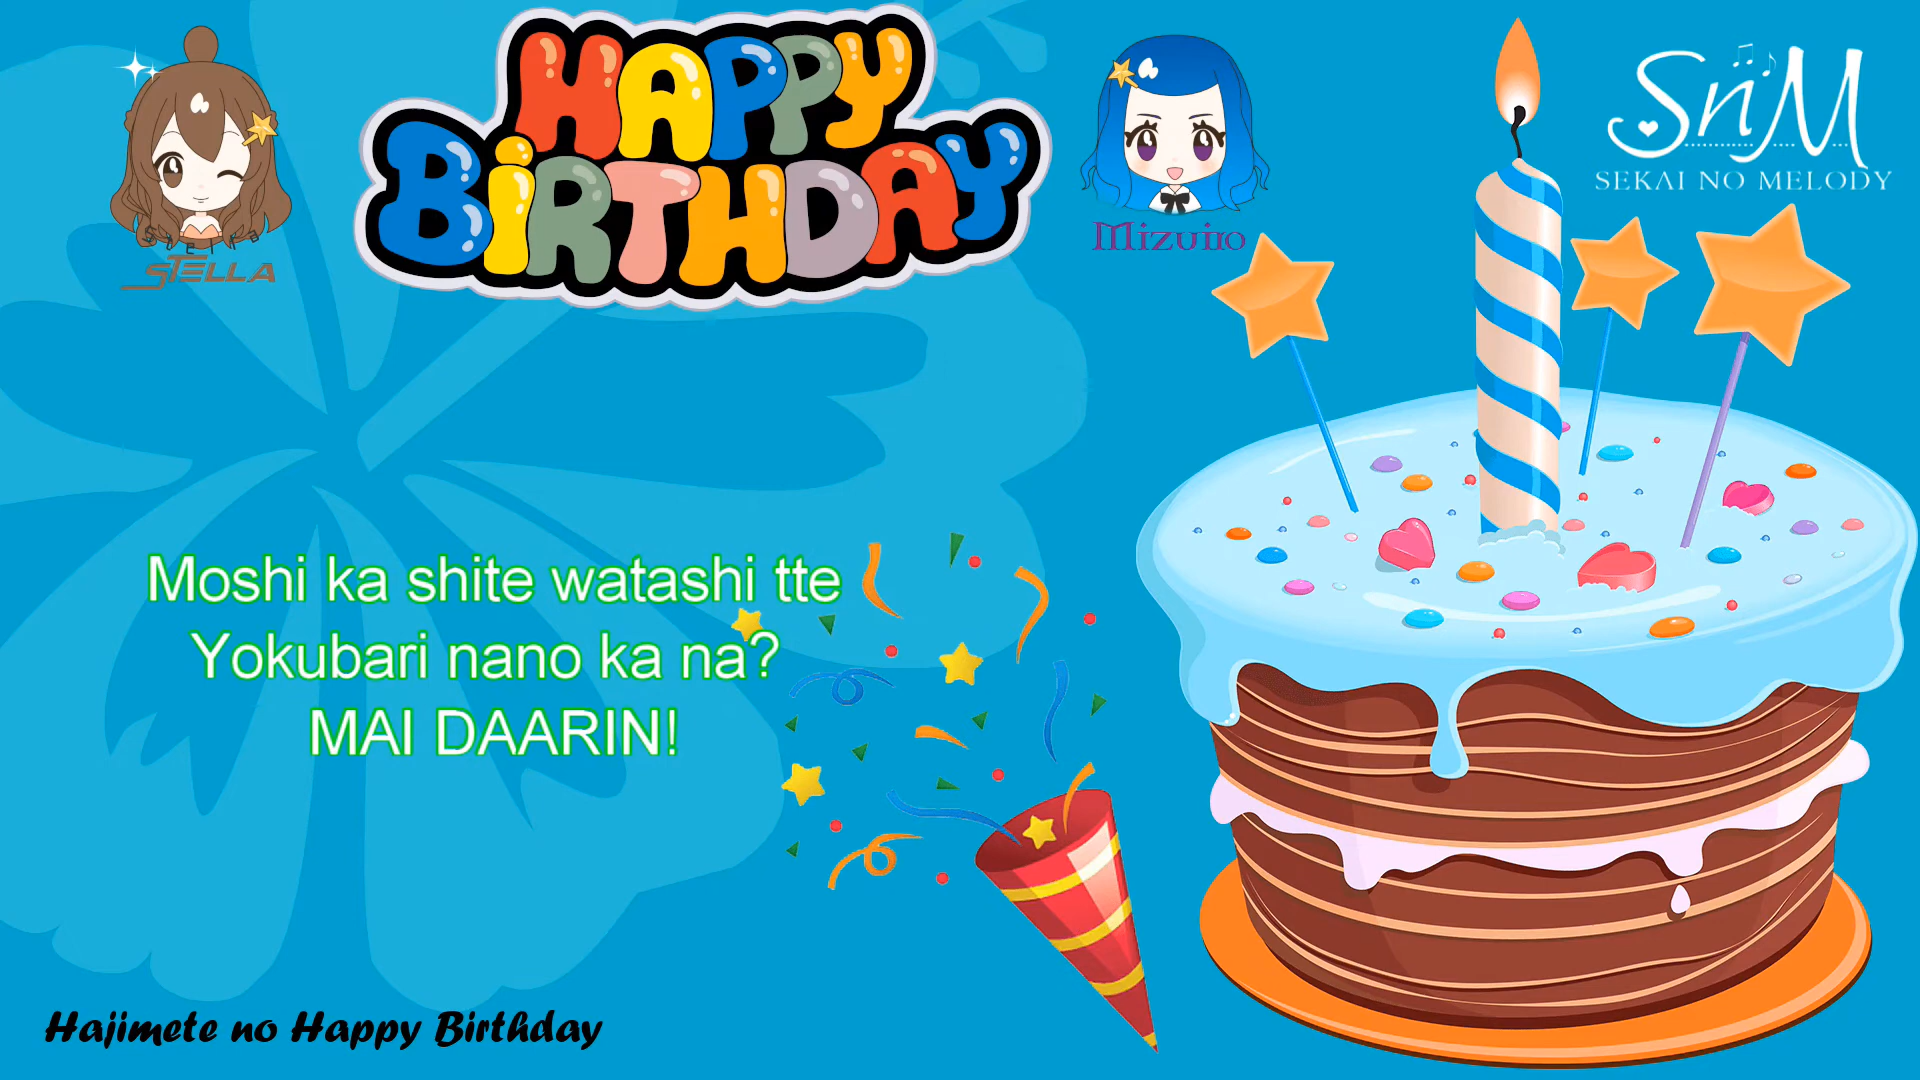 HAPPY
BIRTHDAY
STELLA
STELLA
Mizuiro
SnM
SEKAI NO MELODY
Moshi ka shite watashi tte
Yokubari nano ka na?
MAI DAARIN!
Hajimete no Happy Birthday